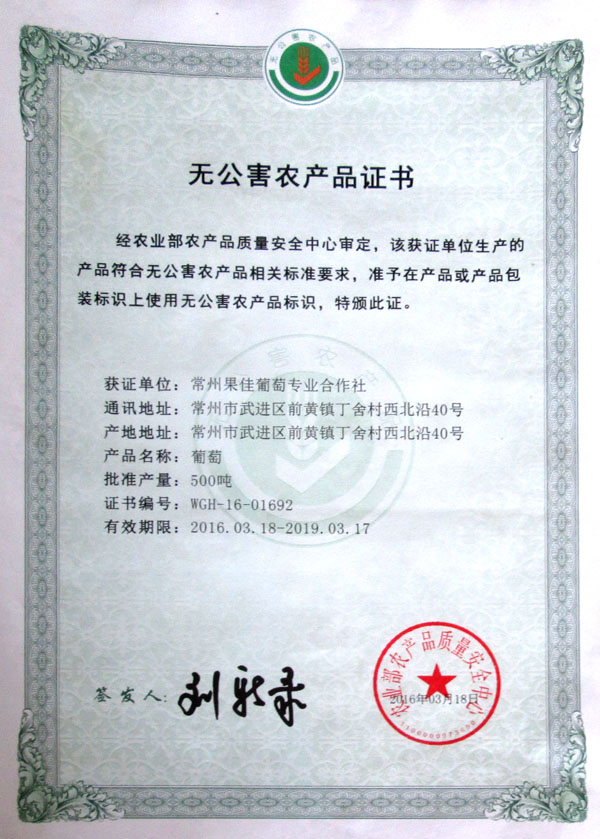 无公害农产品
无公害农产品证书
经农业部农产品质量安全中心审定，该获证单位生产的
产品符合无公害农产品相关标准要求，准予在产品或产品包
装标识上使用无公害农产品标识，特颁此证。
获证单位：常州果佳葡萄专业合作社
通讯地址：常州市武进区前黄镇丁舍村西北沿40号
产地地址：常州市武进区前黄镇丁舍村西北沿40号
产品名称：葡萄
批准产量：500吨
证书编号：WGH-16-01692
有效期限：2016.03.18-2019.03.17
签发人：
农业部农产品质量安全中心
2016年03月18日